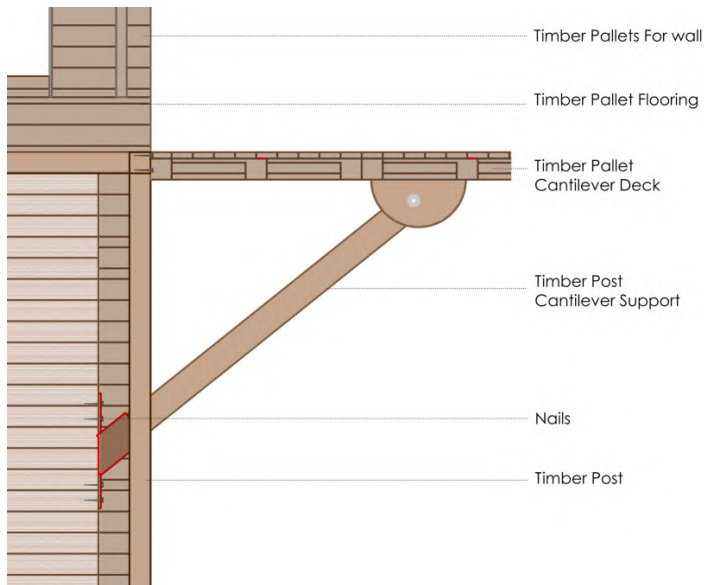 Timber Pallets For wall
Timber Pallet Flooring
Timber Pallet
Cantilever Deck
Timber Post
Cantilever Support
Nails
Timber Post